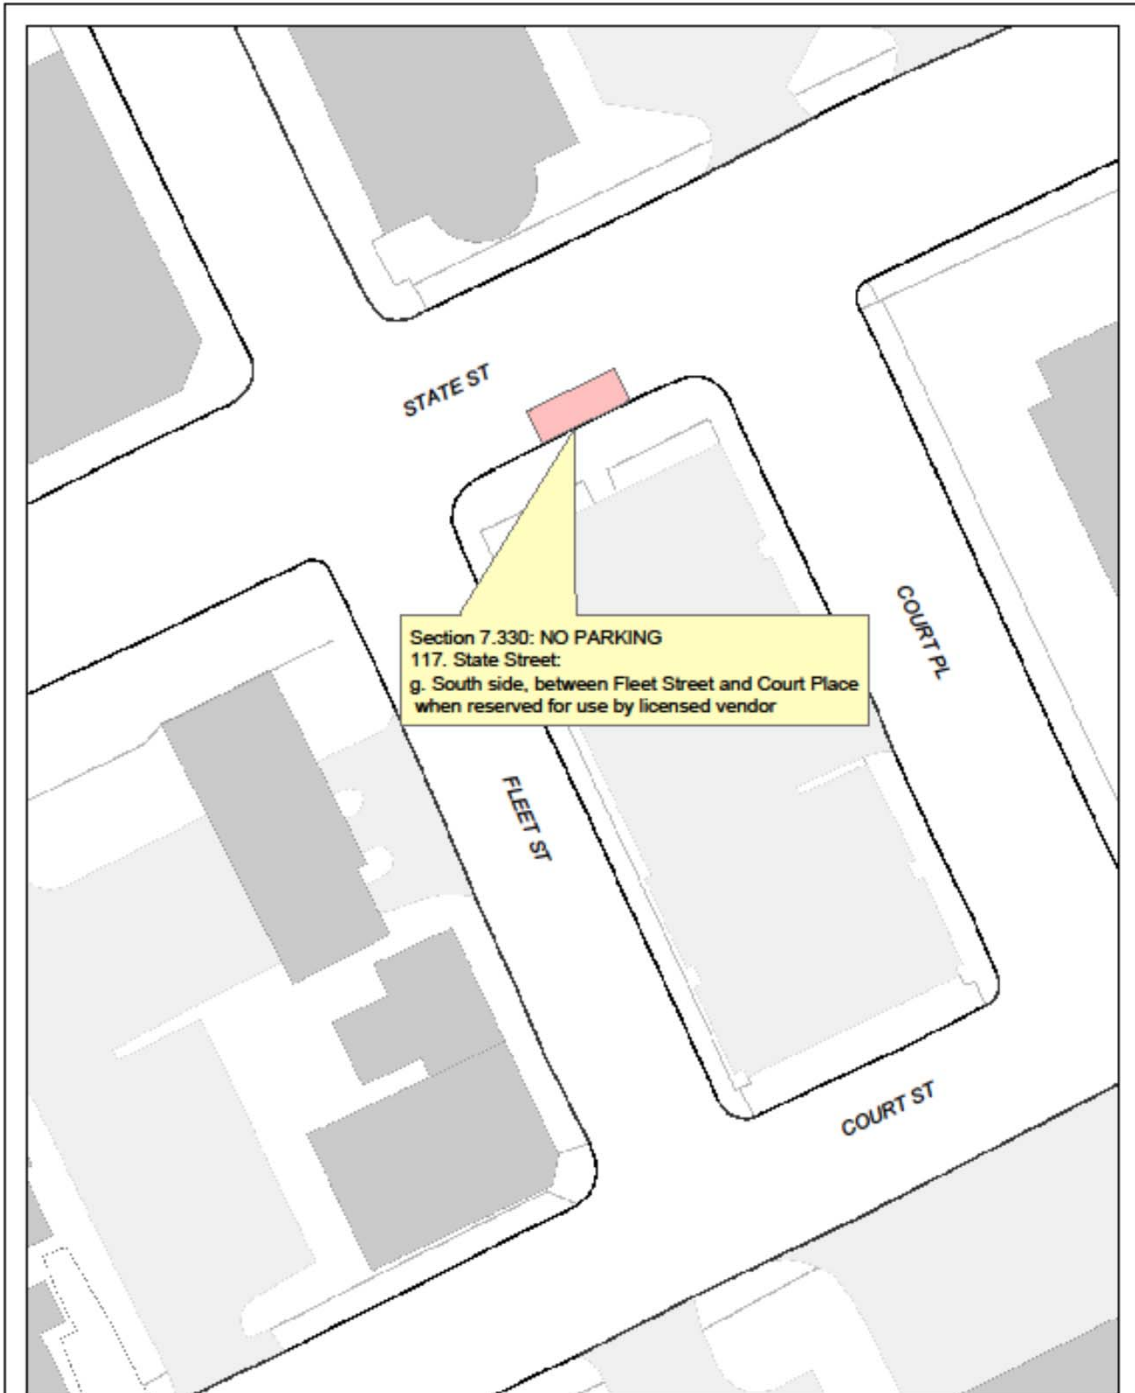 STATE ST
Section 7.330: NO PARKING
117. State Street:
g. South side, between Fleet Street and Court Place
when reserved for use by licensed vendor
COURT PL
FLEET ST
COURT ST